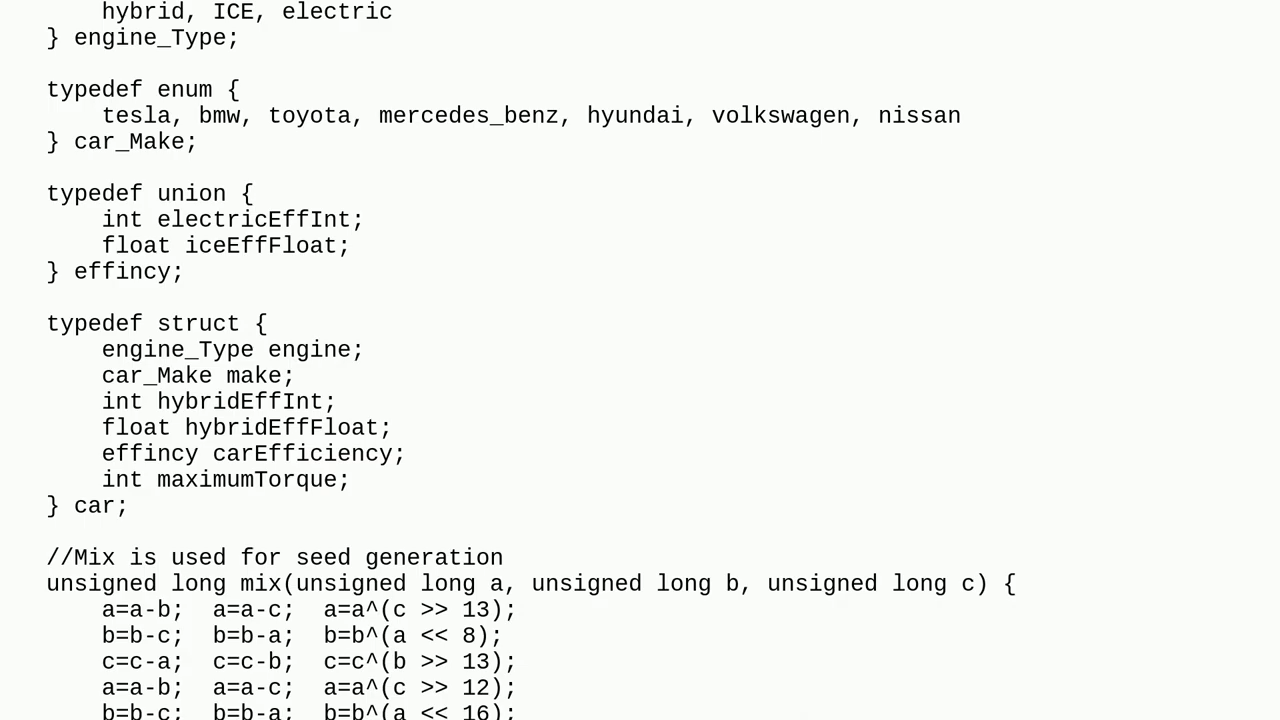 hybrid, ICE, electric
} engine_Type;

typedef enum {
    tesla, bmw, toyota, mercedes_benz, hyundai, volkswagen, nissan
} car_Make;

typedef union {
    int electricEffInt;
    float iceEffFloat;
} effincy;

typedef struct {
    engine_Type engine;
    car_Make make;
    int hybridEffInt;
    float hybridEffFloat;
    effincy carEfficiency;
    int maximumTorque;
} car;

//Mix is used for seed generation
unsigned long mix(unsigned long a, unsigned long b, unsigned long c) {
    a=a-b;  a=a-c;  a=a^(c >> 13);
    b=b-c;  b=b-a;  b=b^(a << 8);
    c=c-a;  c=c-b;  c=c^(b >> 13);
    a=a-b;  a=a-c;  a=a^(c >> 12);
    b=b-c;  b=b-a;  b=b^(a << 16);